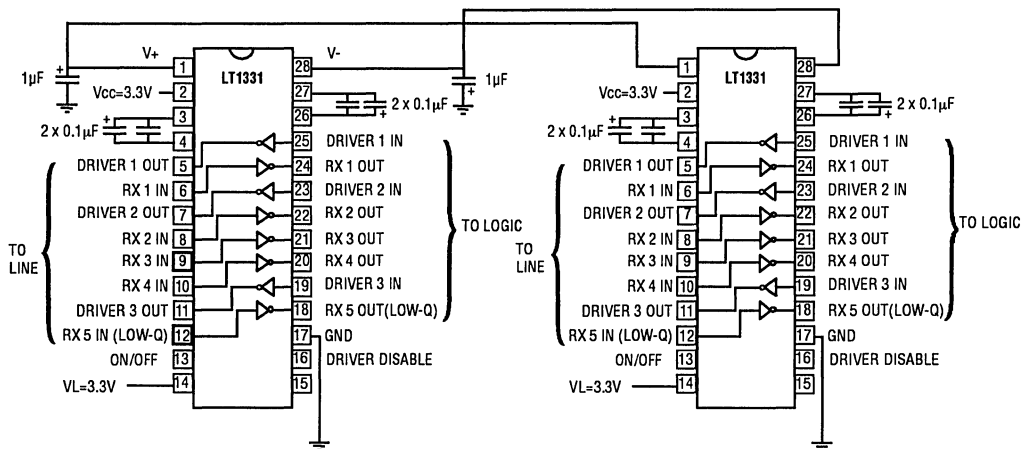 V+
V-
1µF
1
LT1331
28
1µF
Vcc=3.3V
2
27
2 x 0.1µF
3
26
2 x 0.1µF
4
25
DRIVER 1 IN
DRIVER 1 OUT
5
24
RX 1 OUT
RX 1 IN
6
23
DRIVER 2 IN
DRIVER 2 OUT
7
22
RX 2 OUT
TO LOGIC
TO
LINE
RX 2 IN
8
21
RX 3 OUT
RX 3 IN
9
20
RX 4 OUT
RX 4 IN
10
19
DRIVER 3 IN
DRIVER 3 OUT
11
18
RX 5 OUT(LOW-Q)
RX 5 IN (LOW-Q)
12
17
GND
ON/OFF
13
16
DRIVER DISABLE
VL=3.3V
14
15
1
LT1331
28
Vcc=3.3V
2
27
2 x 0.1µF
3
26
2 x 0.1µF
4
25
DRIVER 1 IN
DRIVER 1 OUT
5
24
RX 1 OUT
RX 1 IN
6
23
DRIVER 2 IN
DRIVER 2 OUT
7
22
RX 2 OUT
TO LOGIC
TO
LINE
RX 2 IN
8
21
RX 3 OUT
RX 3 IN
9
20
RX 4 OUT
RX 4 IN
10
19
DRIVER 3 IN
DRIVER 3 OUT
11
18
RX 5 OUT(LOW-Q)
RX 5 IN (LOW-Q)
12
17
GND
ON/OFF
13
16
DRIVER DISABLE
VL=3.3V
14
15